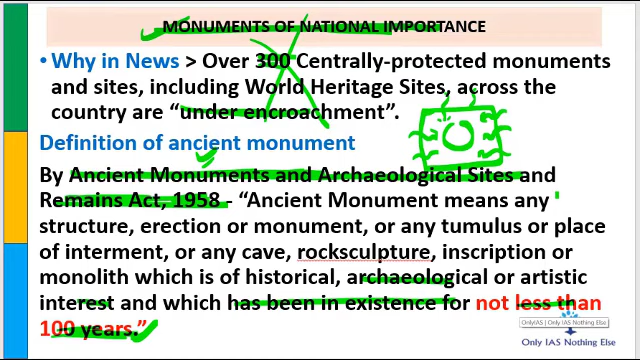 MONUMENTS OF NATIONAL IMPORTANCE
• Why in News > Over 300 Centrally-protected monuments
and sites, including World Heritage Sites, across the
country are “under encroachment”.
Definition of ancient monument
By Ancient Monuments and Archaeological Sites and
Remains Act, 1958 - “Ancient Monument means any
structure, erection or monument, or any tumulus or place
of interment, or any cave, rocksculpture, inscription or
monolith which is of historical, archaeological or artistic
interest and which has been in existence for not less than
100 years.”
OnlyIAS | Only IAS Nothing Else
Only IAS Nothing Else